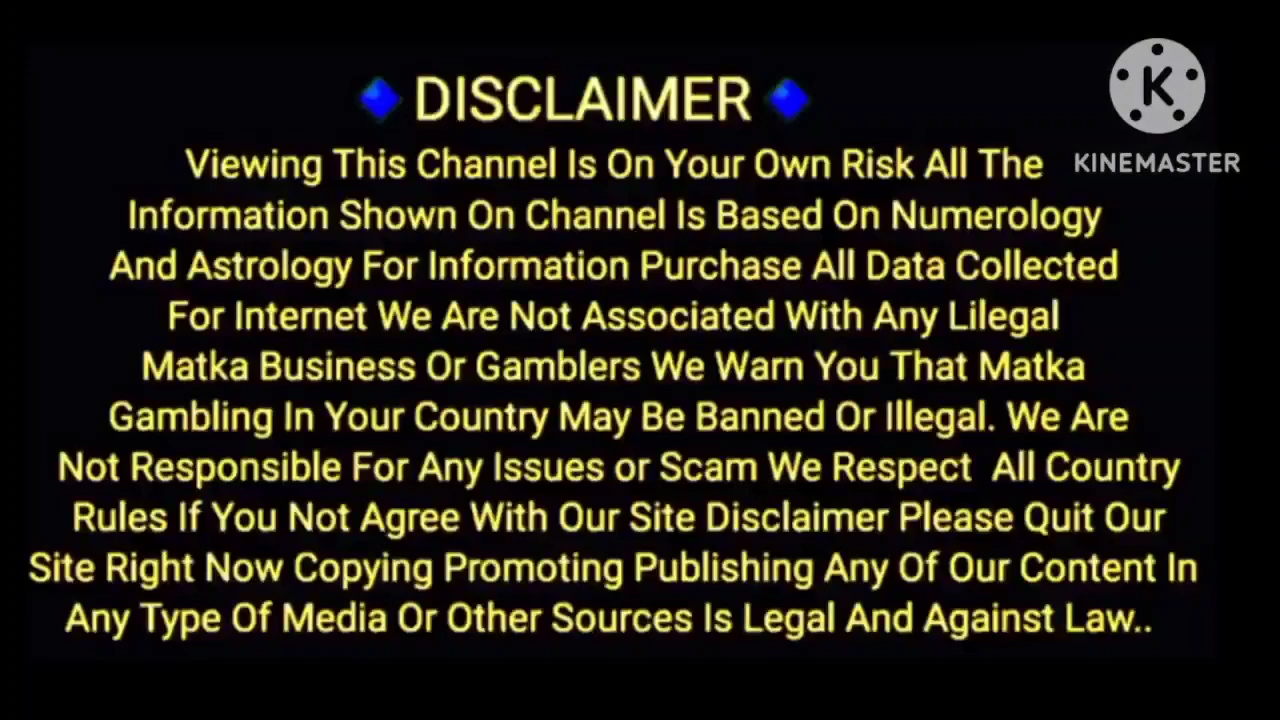 DISCLAIMER
Viewing This Channel Is On Your Own Risk All The
Information Shown On Channel Is Based On Numerology
And Astrology For Information Purchase All Data Collected
For Internet We Are Not Associated With Any Lilegal
Matka Business Or Gamblers We Warn You That Matka
Gambling In Your Country May Be Banned Or Illegal. We Are
Not Responsible For Any Issues or Scam We Respect  All Country
Rules If You Not Agree With Our Site Disclaimer Please Quit Our
Site Right Now Copying Promoting Publishing Any Of Our Content In
Any Type Of Media Or Other Sources Is Legal And Against Law..
K
KINEMASTER